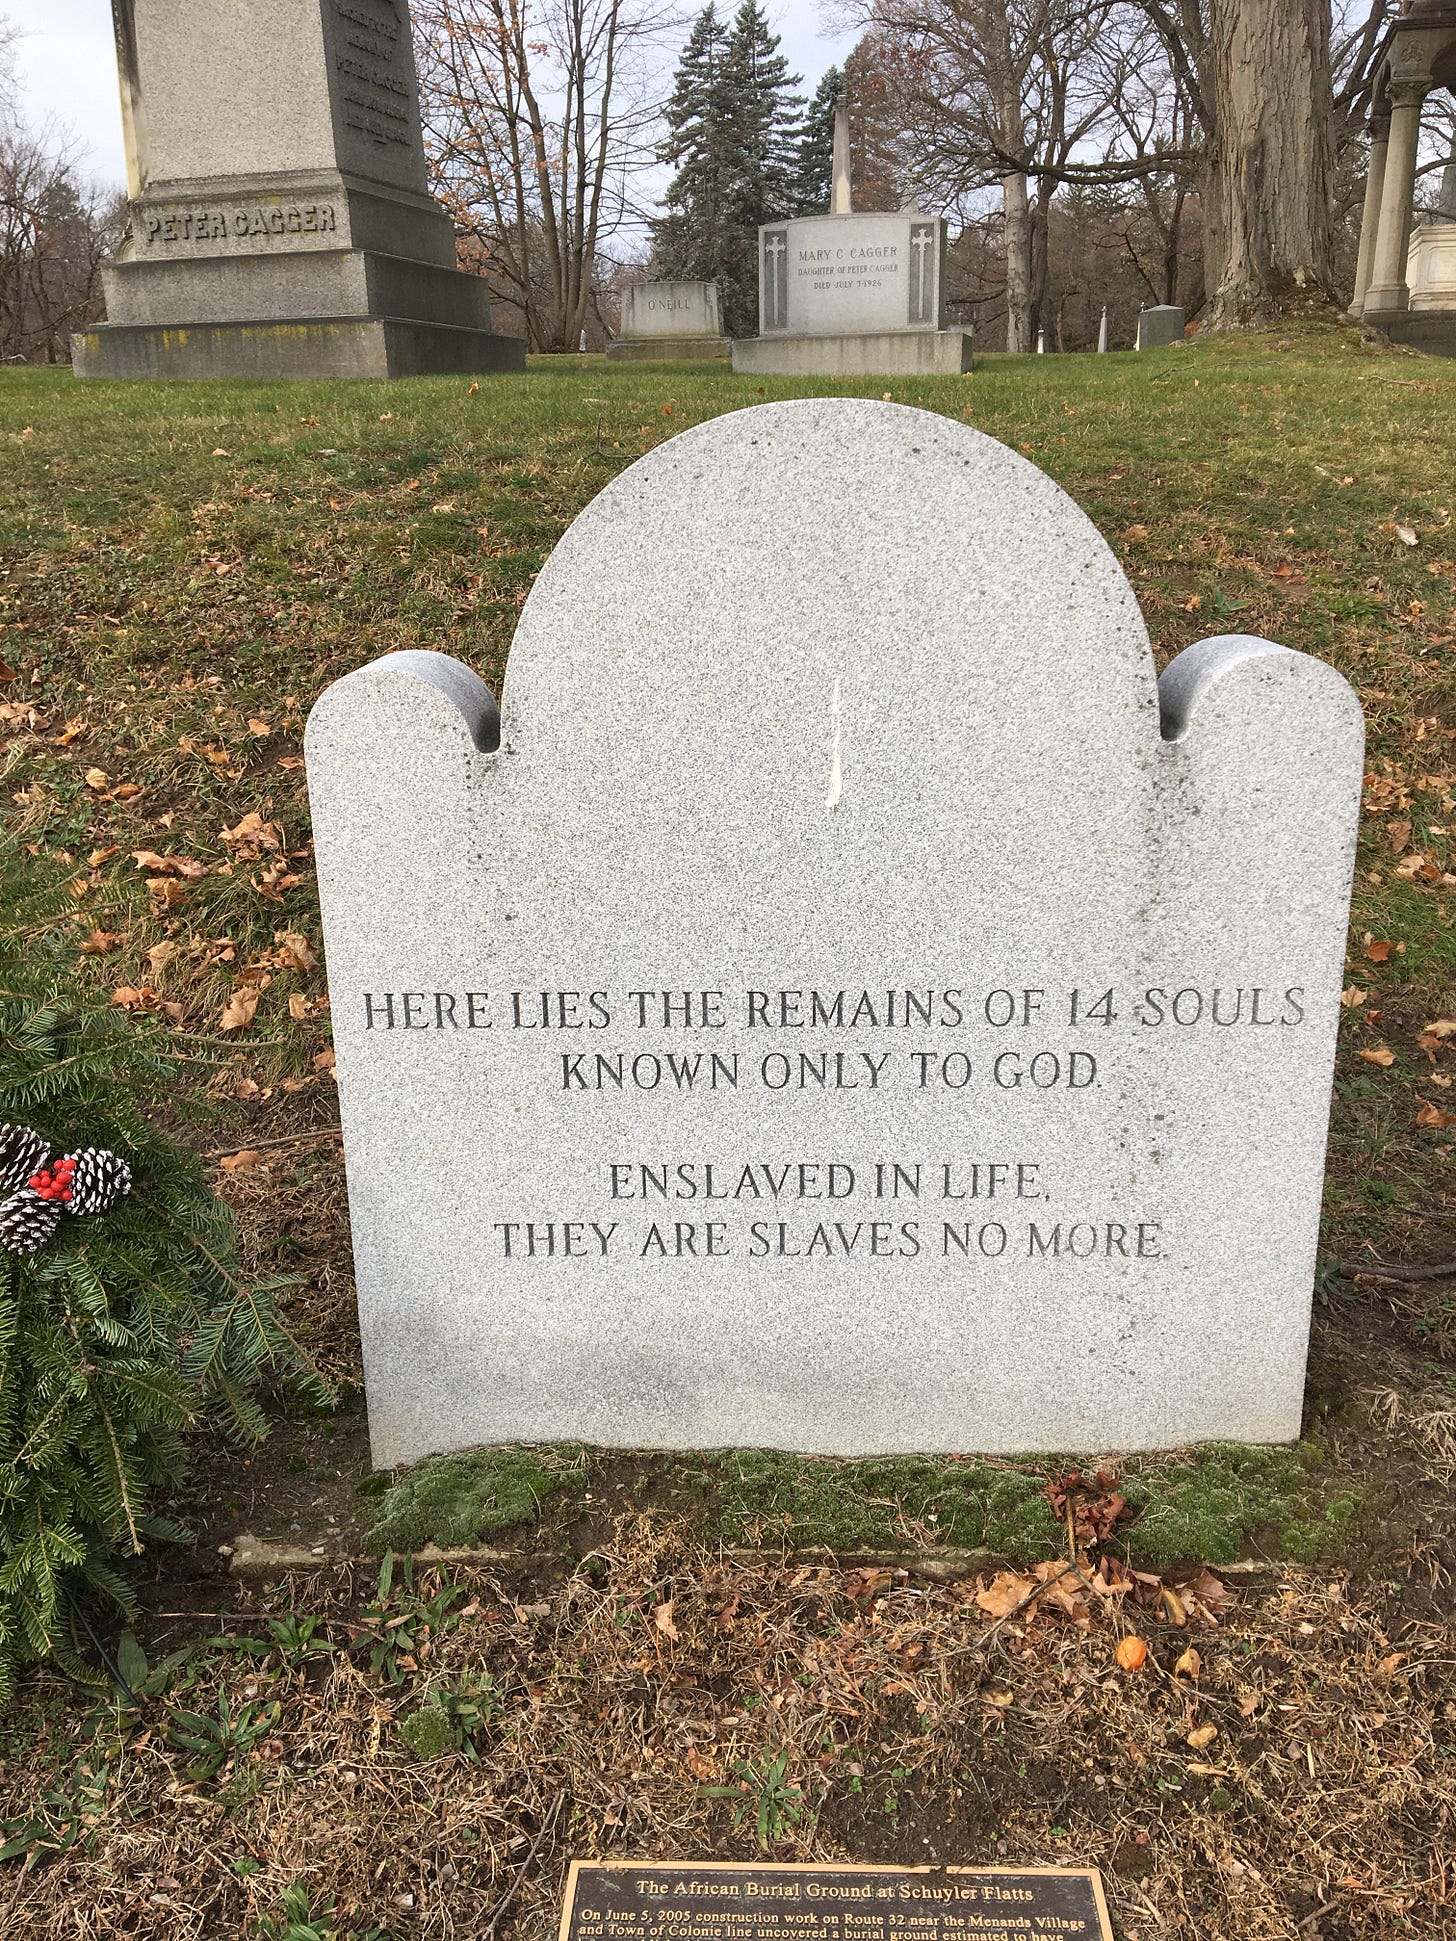 PETER CAGGER
PETER CAGGER
O'NEILL
MARY C CAGGER
DAUGHTER OF PETER CAGGER
DIED JULY 7 1926
HERE LIES THE REMAINS OF 14 SOULS
KNOWN ONLY TO GOD.
ENSLAVED IN LIFE,
THEY ARE SLAVES NO MORE.
The African Burial Ground at Schuyler Flatts
On June 5, 2005 construction work on Route 32 near the Menands Village
and Town of Colonie line uncovered a burial ground estimated to have